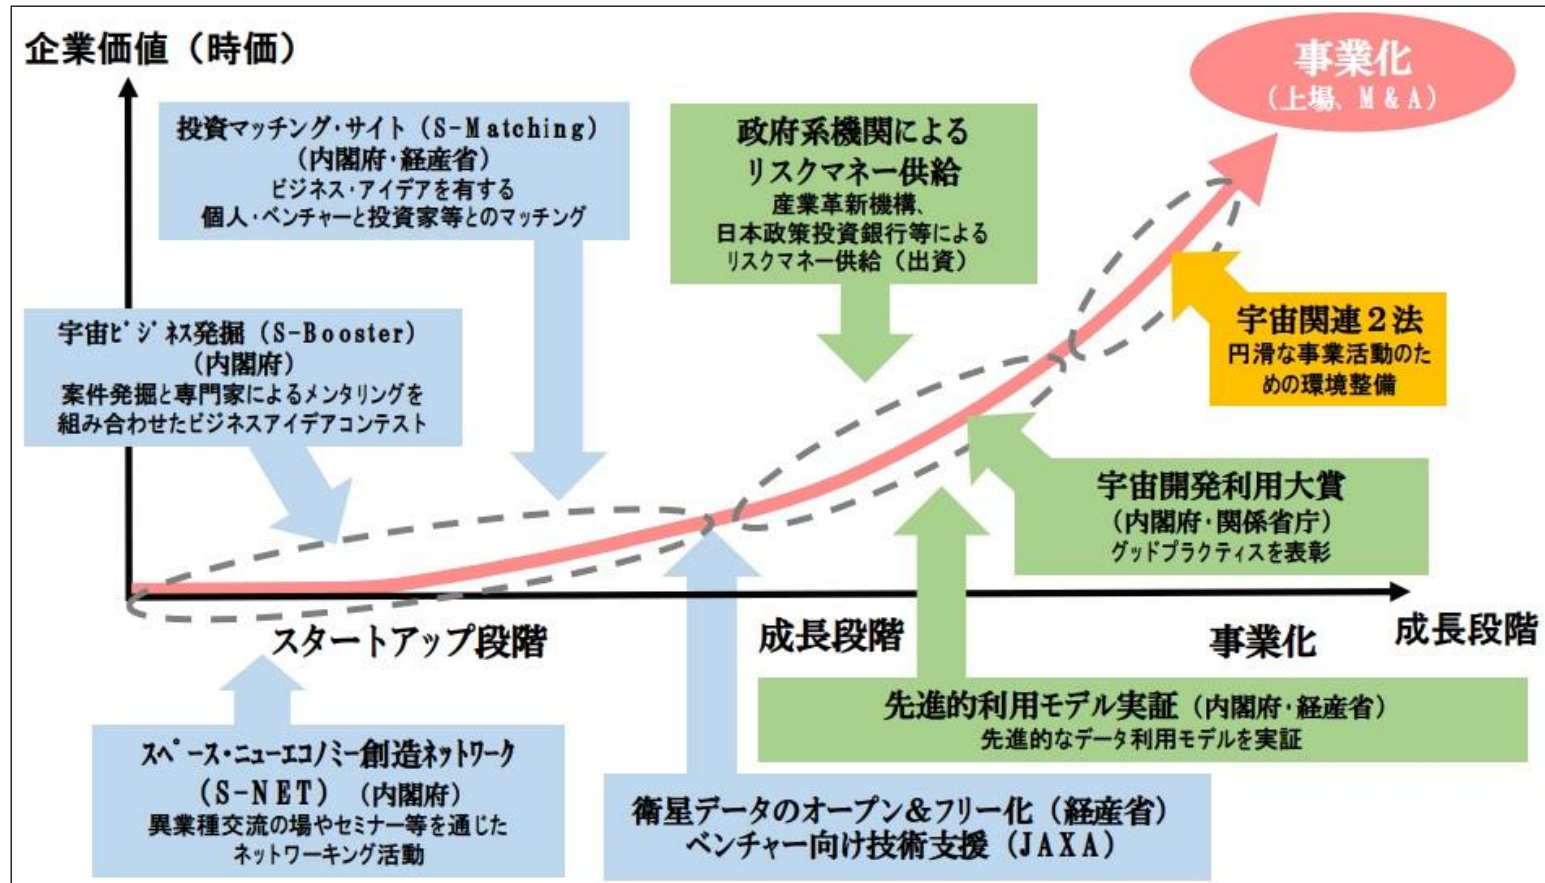 企業価値（時価）
事業化
（上場、M＆A）
投資マッチング・サイト（S-Matching）
（内閣府・経産省）
ビジネス・アイデアを有する
個人・ベンチャーと投資家等とのマッチング
政府系機関による
リスクマネー供給
産業革新機構、
日本政策投資銀行等による
リスクマネー供給（出資）
宇宙ﾋﾞｼﾞﾈｽ発掘（S-Booster）
（内閣府）
案件発掘と専門家によるメンタリングを
組み合わせたビジネスアイデアコンテスト
宇宙関連２法
円滑な事業活動のた
めの環境整備
宇宙開発利用大賞
（内閣府・関係省庁）
グッドプラクティスを表彰
スタートアップ段階
成長段階
事業化
成長段階
先進的利用モデル実証（内閣府・経産省）
先進的なデータ利用モデルを実証
ｽﾍﾟｰｽ・ﾆｭｰｴｺﾉﾐｰ創造ﾈｯﾄﾜｰｸ
（S-NET）（内閣府）
異業種交流の場やセミナー等を通じた
ネットワーキング活動
衛星データのオープン＆フリー化（経産省）
ベンチャー向け技術支援（JAXA）